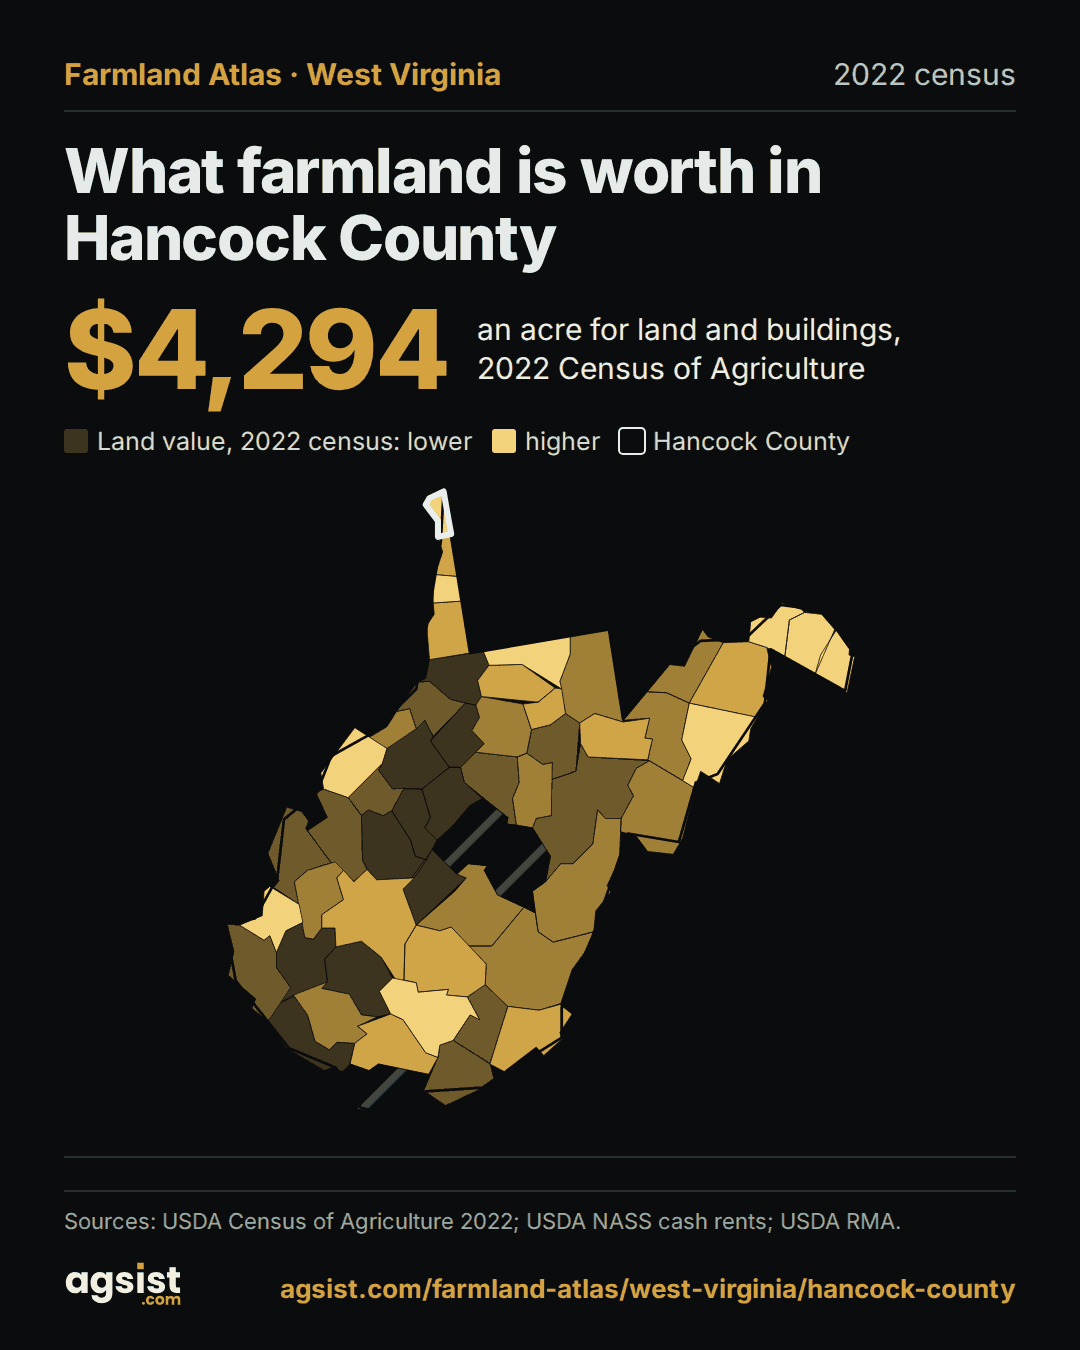 Farmland Atlas · West Virginia
2022 census
What farmland is worth in
Hancock County
$4,294
an acre for land and buildings,
2022 Census of Agriculture
Land value, 2022 census: lower
higher
Hancock County
Sources: USDA Census of Agriculture 2022; USDA NASS cash rents; USDA RMA.
agsist
.com
agsist.com/farmland-atlas/west-virginia/hancock-county